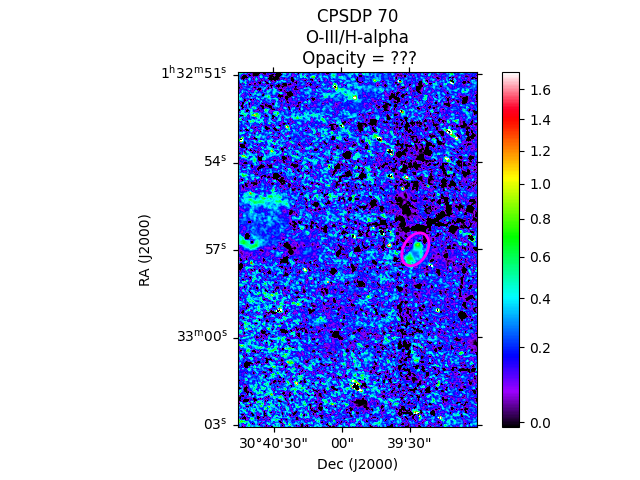 CPSDP 70
O-III/H-alpha
Opacity = ???
1ʰ32ᵐ51ˢ
54ˢ
57ˢ
33ᵐ00ˢ
03ˢ
RA (J2000)
30°40'30" 00" 39'30"
Dec (J2000)
1.6
1.4
1.2
1.0
0.8
0.6
0.4
0.2
0.0